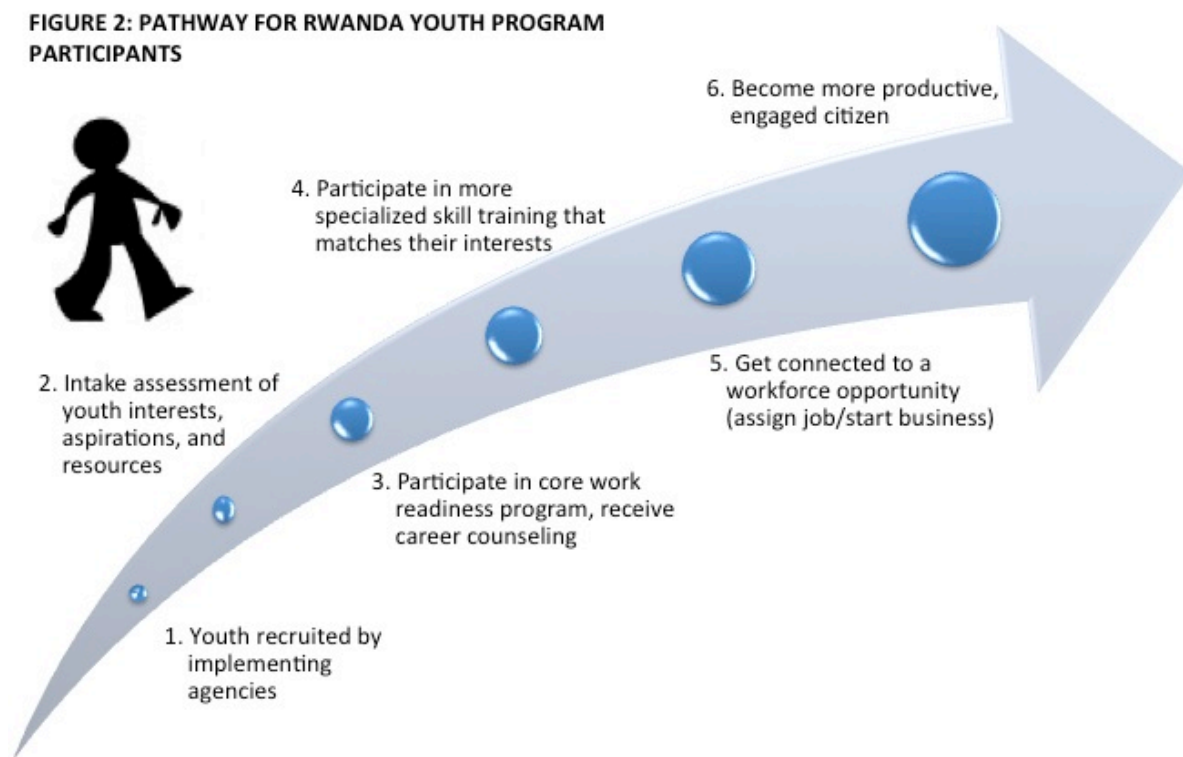 FIGURE 2: PATHWAY FOR RWANDA YOUTH PROGRAM
PARTICIPANTS
1. Youth recruited by
implementing
agencies
2. Intake assessment of
youth interests,
aspirations, and
resources
3. Participate in core work
readiness program, receive
career counseling
4. Participate in more
specialized skill training that
matches their interests
5. Get connected to a
workforce opportunity
(assign job/start business)
6. Become more productive,
engaged citizen